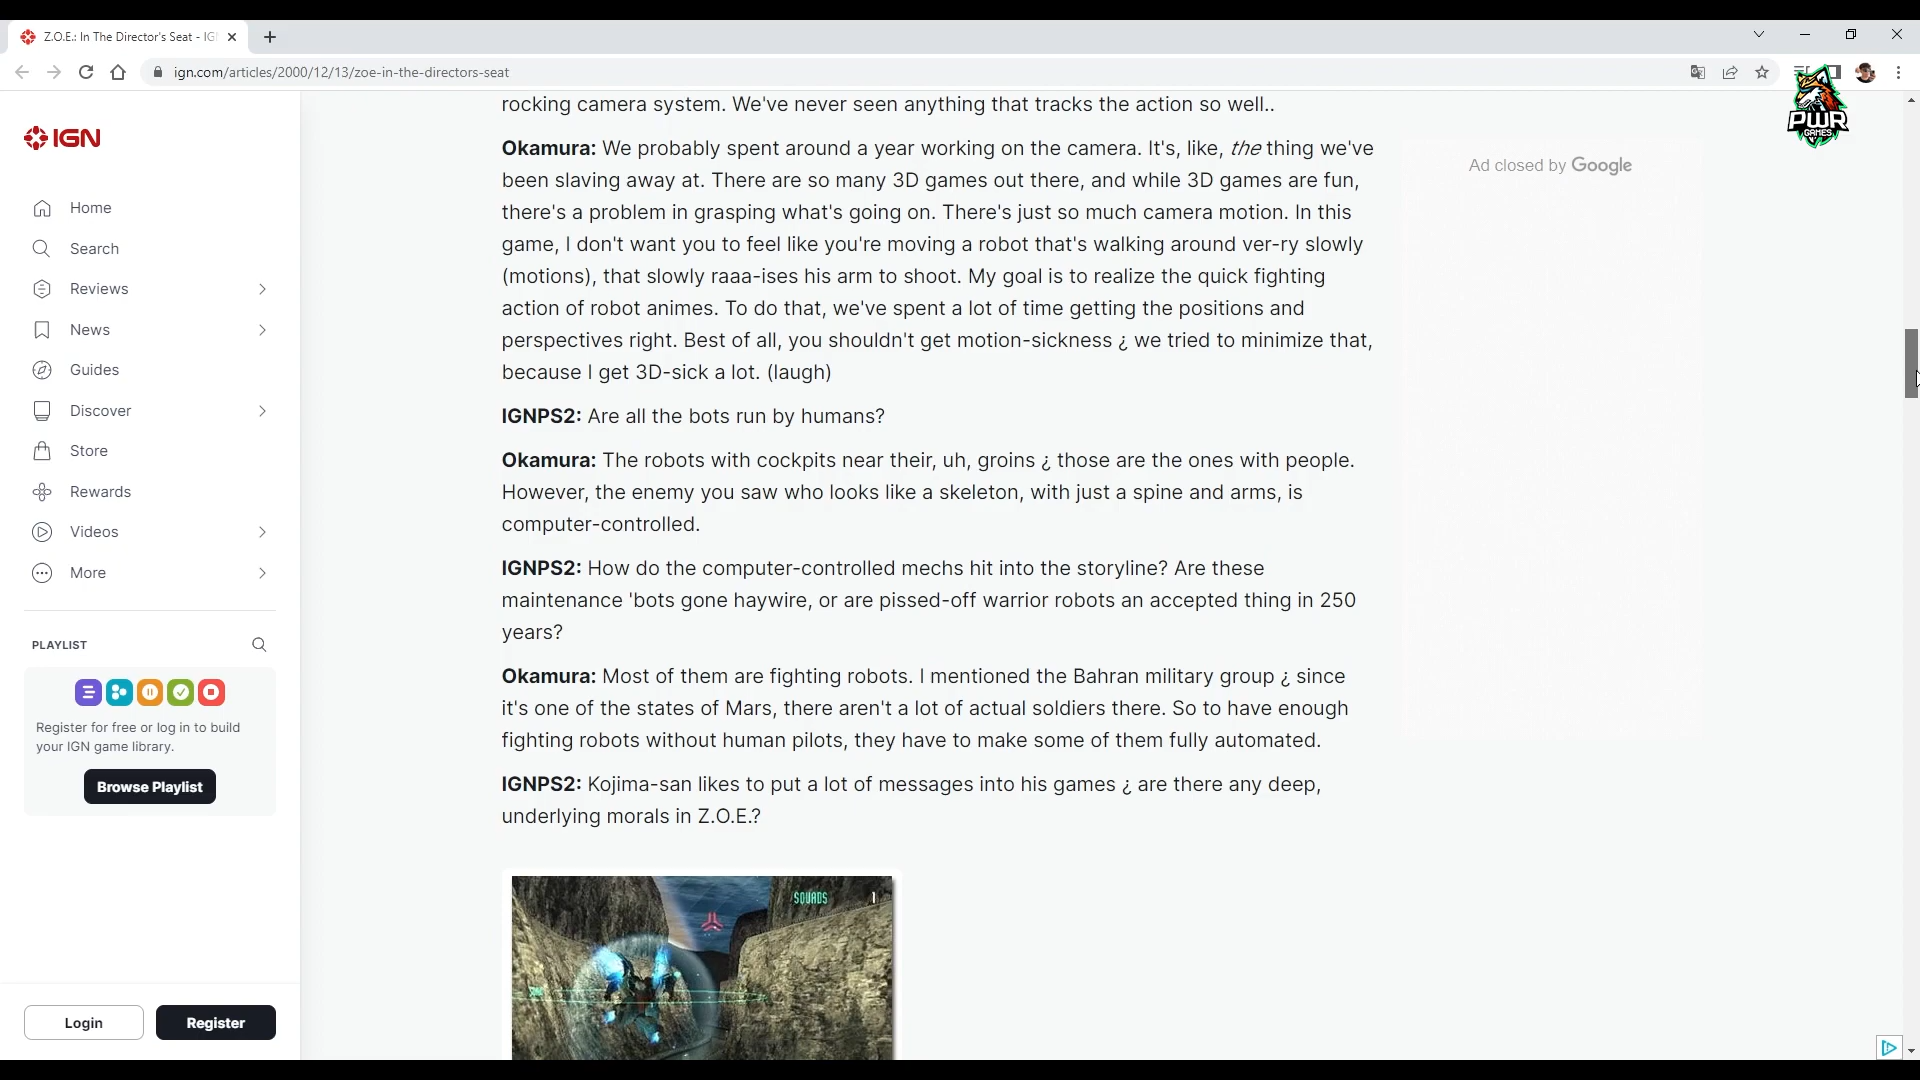 Z.O.E.: In The Director's Seat - IG
ign.com/articles/2000/12/13/zoe-in-the-directors-seat
PWR
GAMES
IGN
Home
Search
Reviews
News
Guides
Discover
Store
Rewards
Videos
More
PLAYLIST
Register for free or log in to build
your IGN game library.
Browse Playlist
Login
Register
rocking camera system. We've never seen anything that tracks the action so well..
Okamura: We probably spent around a year working on the camera. It's, like, the thing we've
been slaving away at. There are so many 3D games out there, and while 3D games are fun,
there's a problem in grasping what's going on. There's just so much camera motion. In this
game, I don't want you to feel like you're moving a robot that's walking around ver-ry slowly
(motions), that slowly raaa-ises his arm to shoot. My goal is to realize the quick fighting
action of robot animes. To do that, we've spent a lot of time getting the positions and
perspectives right. Best of all, you shouldn't get motion-sickness ¿ we tried to minimize that,
because I get 3D-sick a lot. (laugh)
IGNPS2: Are all the bots run by humans?
Okamura: The robots with cockpits near their, uh, groins ¿ those are the ones with people.
However, the enemy you saw who looks like a skeleton, with just a spine and arms, is
computer-controlled.
IGNPS2: How do the computer-controlled mechs hit into the storyline? Are these
maintenance 'bots gone haywire, or are pissed-off warrior robots an accepted thing in 250
years?
Okamura: Most of them are fighting robots. I mentioned the Bahran military group ¿ since
it's one of the states of Mars, there aren't a lot of actual soldiers there. So to have enough
fighting robots without human pilots, they have to make some of them fully automated.
IGNPS2: Kojima-san likes to put a lot of messages into his games ¿ are there any deep,
underlying morals in Z.O.E.?
SQUADS 1
Ad closed by Google